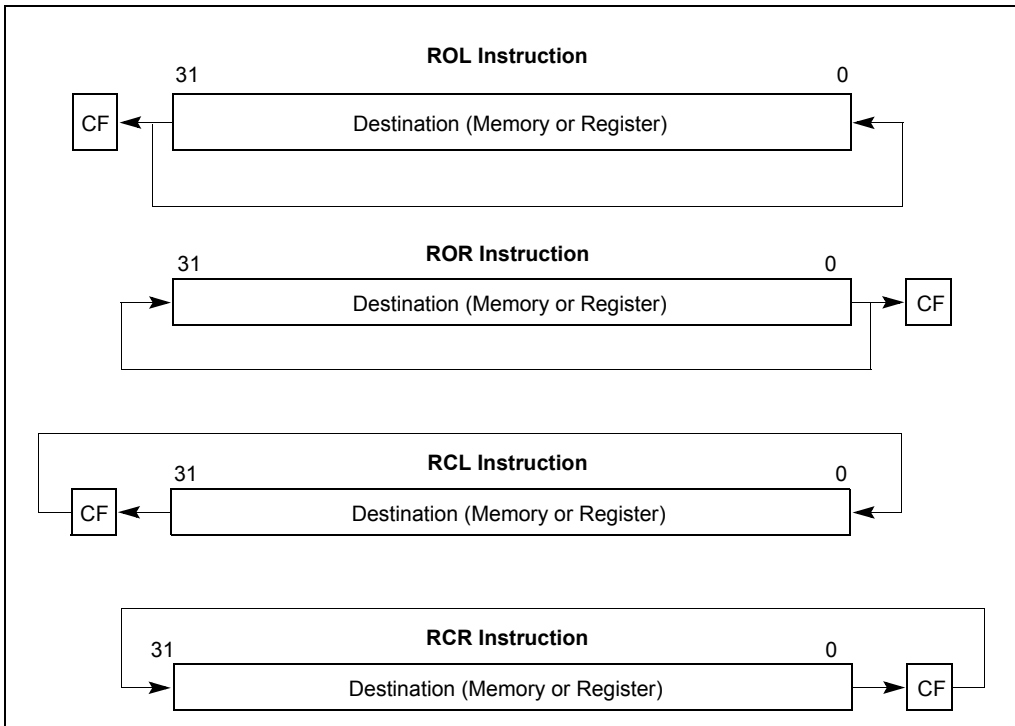 ROL Instruction
31 0
CF Destination (Memory or Register)
ROR Instruction
31 0
Destination (Memory or Register) CF
RCL Instruction
31 0
CF Destination (Memory or Register)
RCR Instruction
31 0
Destination (Memory or Register) CF